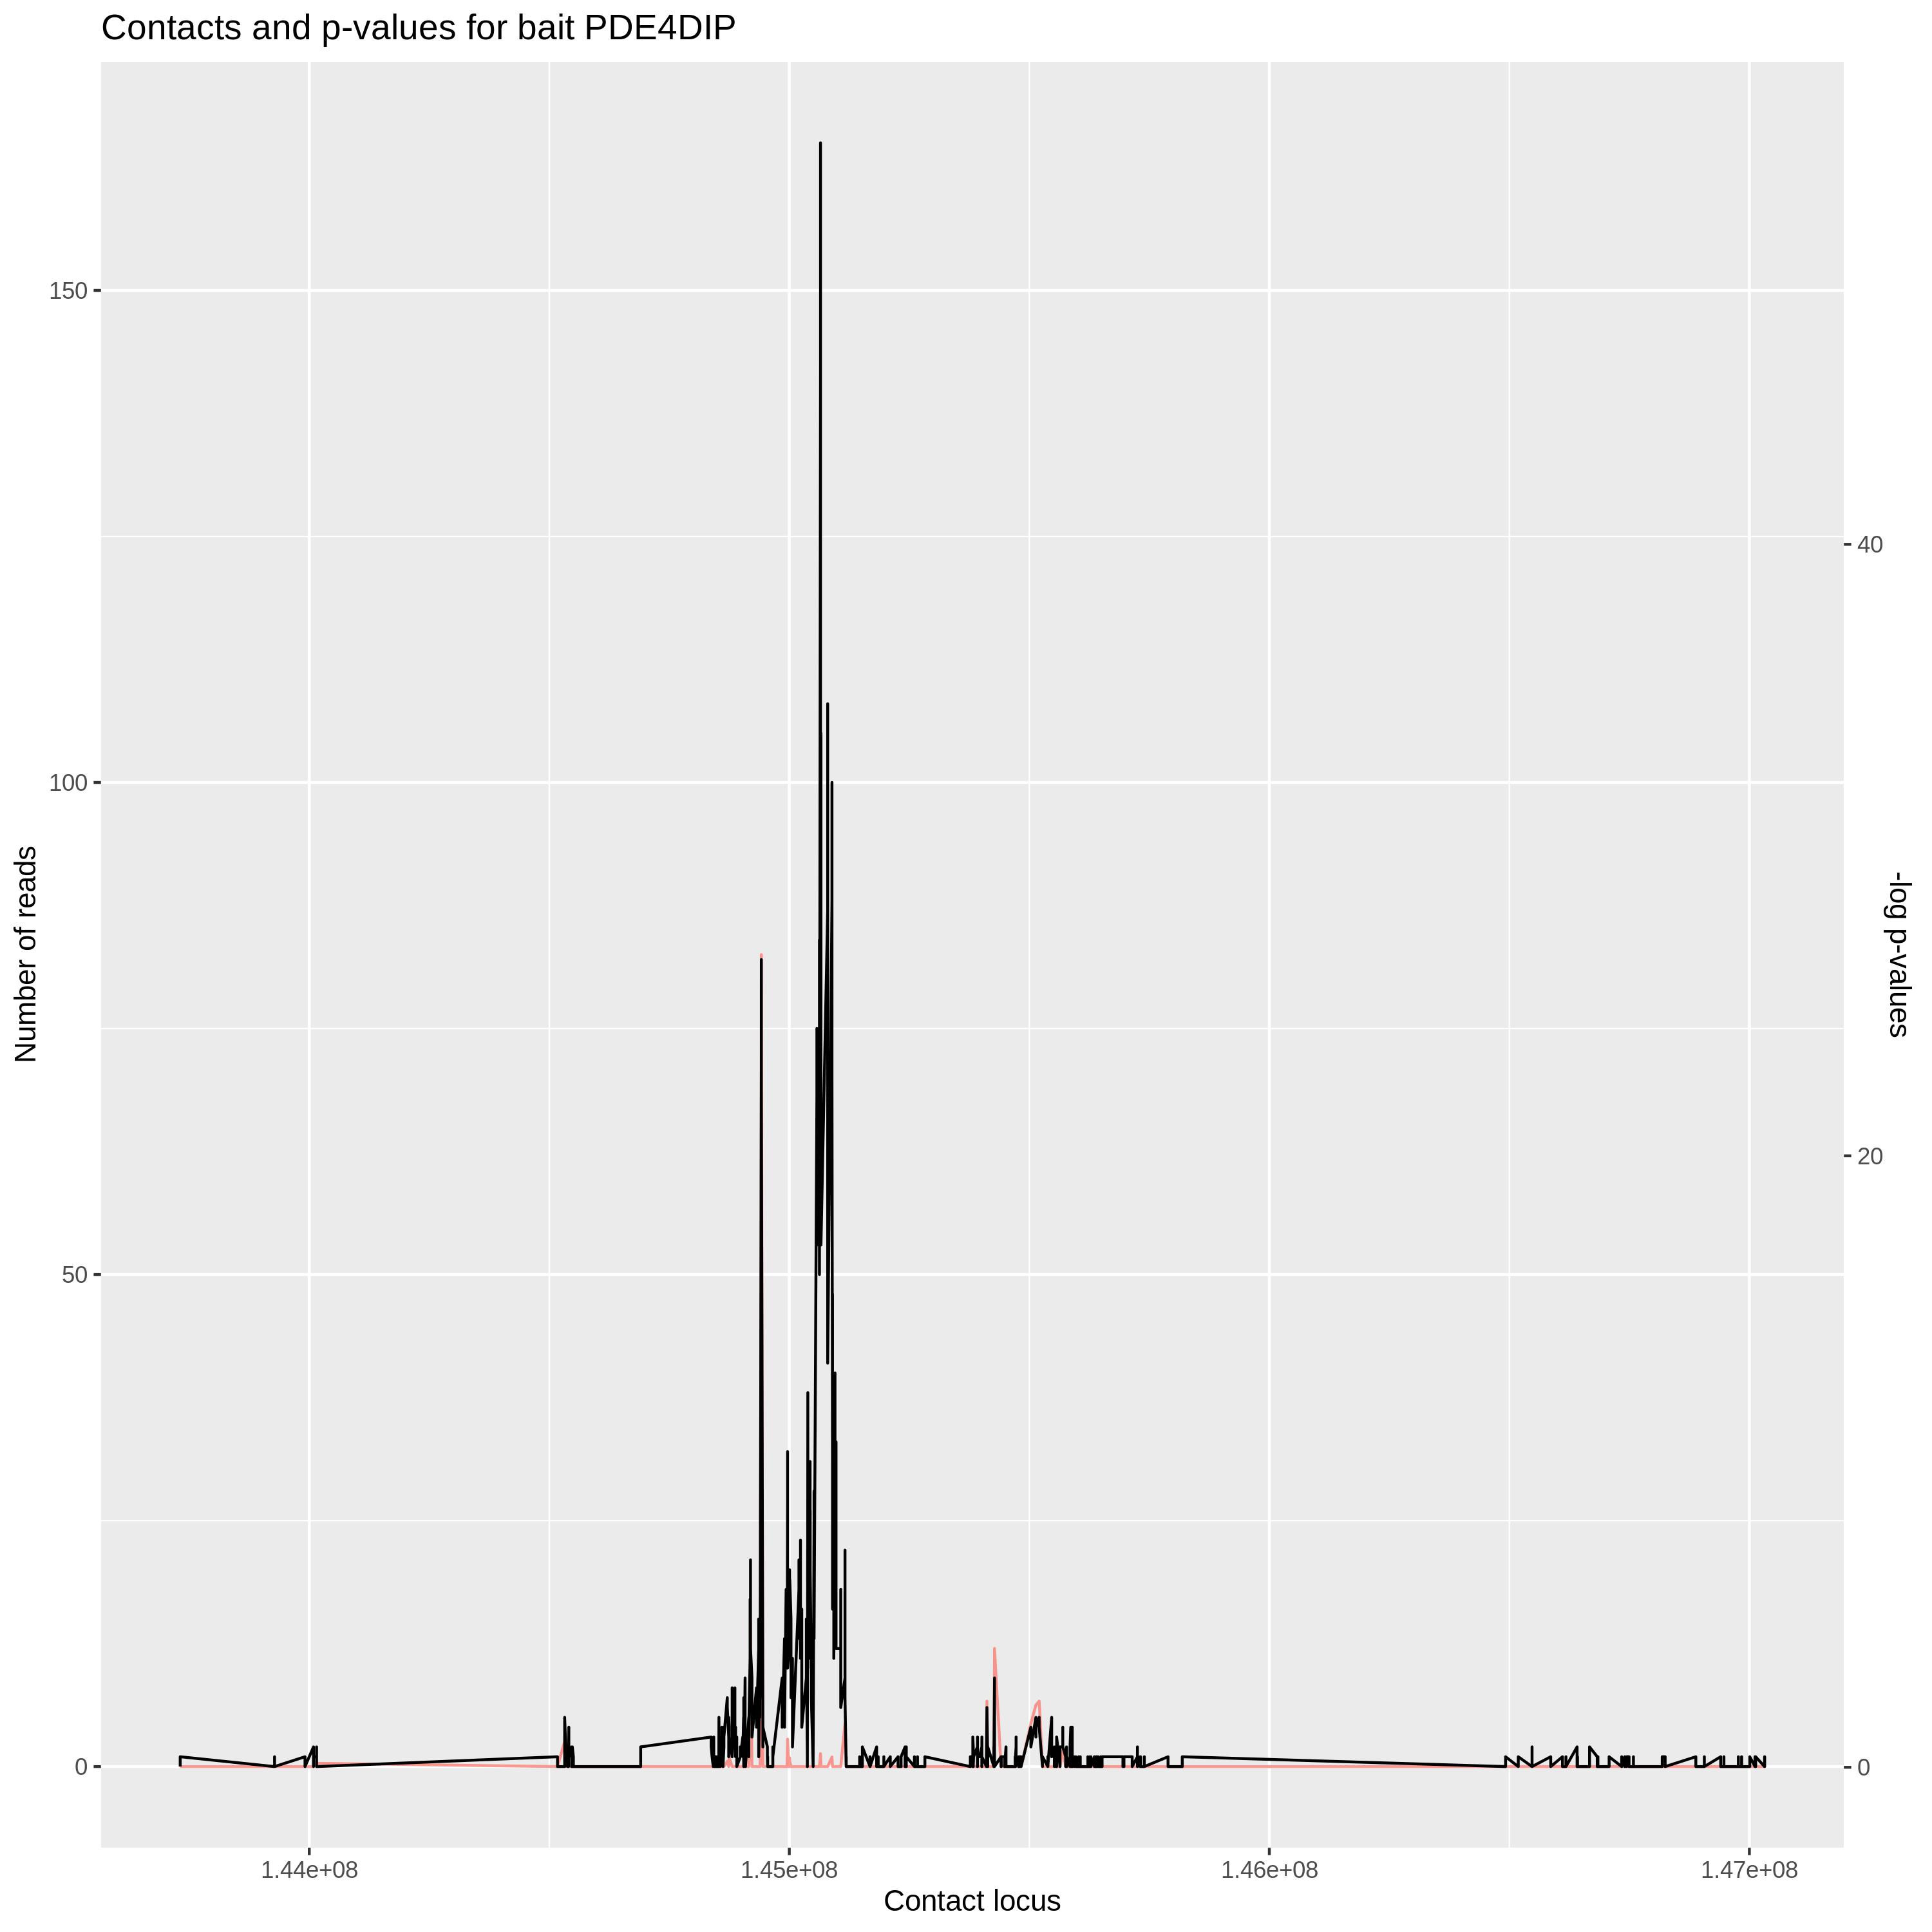 Contacts and p-values for bait PDE4DIP
Number of reads
150
100
50
0
40
20
0
-log p-values
1.44e+08
1.45e+08
1.46e+08
1.47e+08
Contact locus